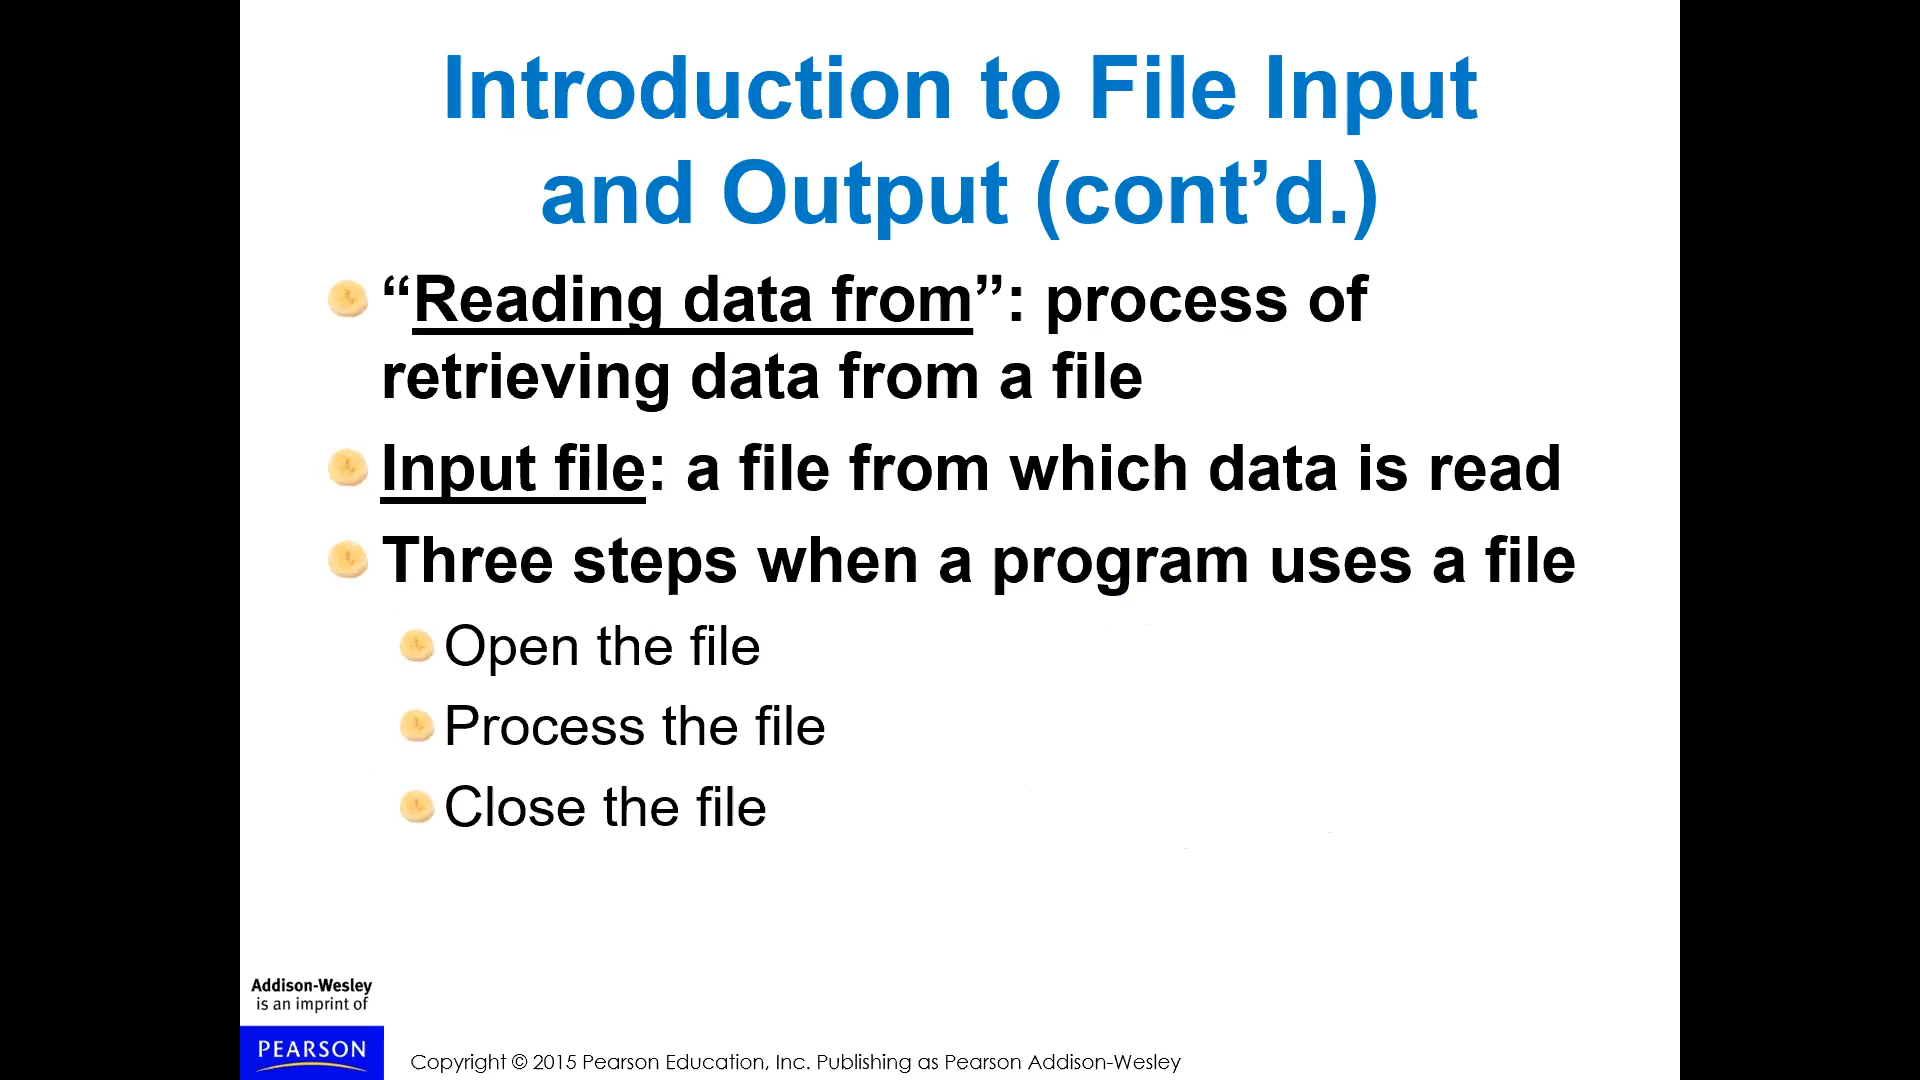 Introduction to File Input
and Output (cont’d.)
“Reading data from”: process of
retrieving data from a file
Input file: a file from which data is read
Three steps when a program uses a file
Open the file
Process the file
Close the file
Addison-Wesley
is an imprint of
PEARSON
Copyright © 2015 Pearson Education, Inc. Publishing as Pearson Addison-Wesley